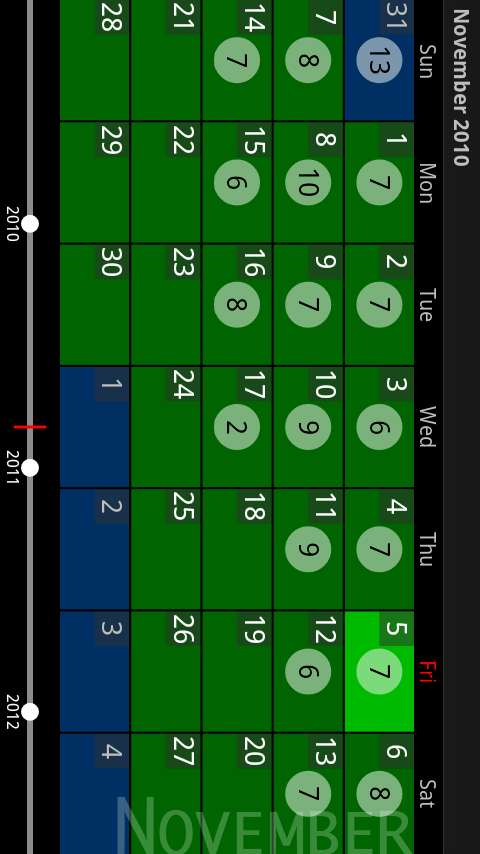 November 2010
Sun Mon Tue Wed Thu Fri Sat
31 1 2 3 4 5 6
13 7 7 6 7 7 8
7 8 9 10 11 12 13
8 10 7 9 9 6 7
14 15 16 17 18 19 20
7 6 8 2
21 22 23 24 25 26 27
28 29 30 1 2 3 4
November
2010 2011 2012